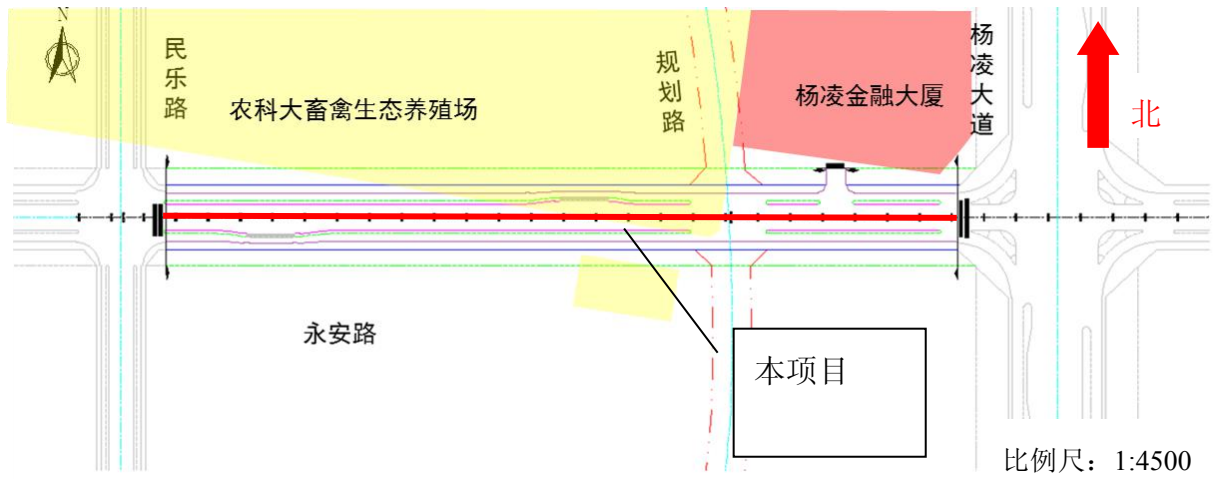 N
民乐路
农科大畜禽生态养殖场
规划路
杨凌金融大厦
杨凌大道
北
永安路
本项目
比例尺：1:4500